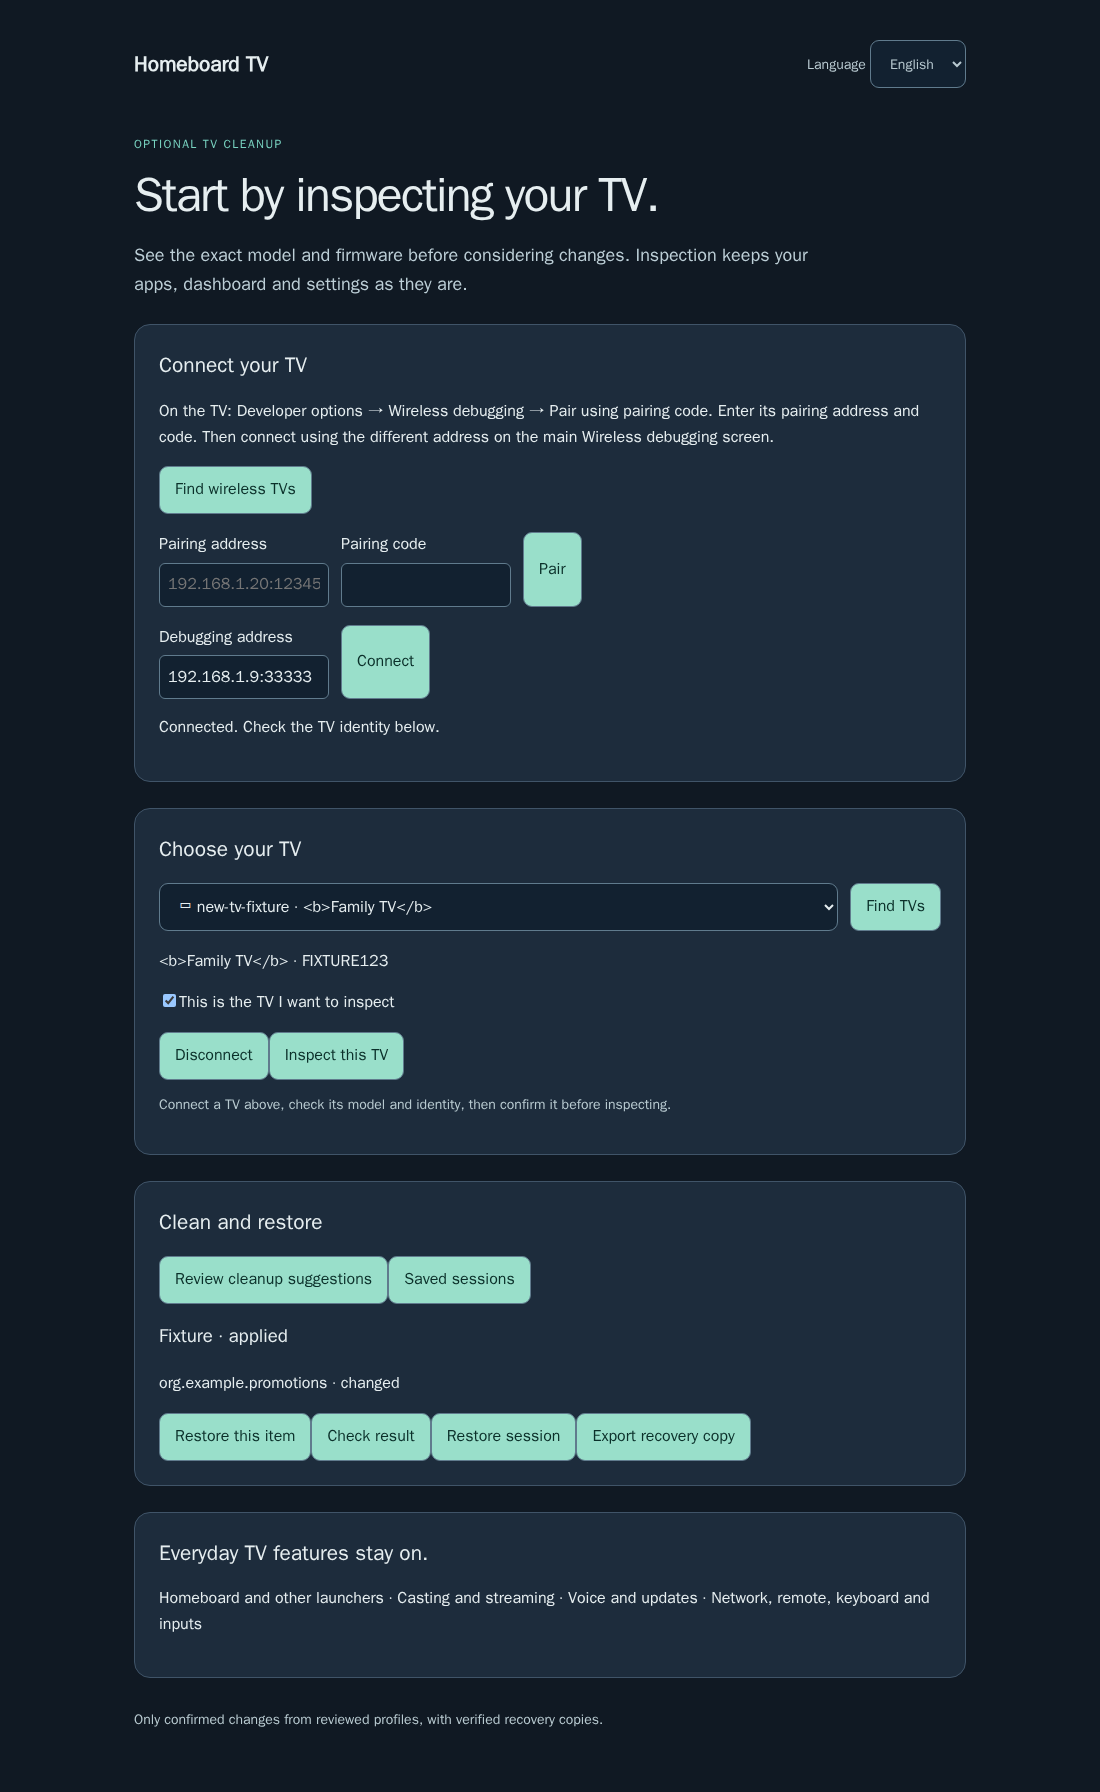 Homeboard TV
Language
English
OPTIONAL TV CLEANUP
Start by inspecting your TV.
See the exact model and firmware before considering changes. Inspection keeps your
apps, dashboard and settings as they are.
Connect your TV
On the TV: Developer options → Wireless debugging → Pair using pairing code. Enter its pairing address and
code. Then connect using the different address on the main Wireless debugging screen.
Find wireless TVs
Pairing address
Pairing code
192.168.1.20:12345
Pair
Debugging address
192.168.1.9:33333
Connect
Connected. Check the TV identity below.
Choose your TV
new-tv-fixture · <b>Family TV</b>
Find TVs
<b>Family TV</b> · FIXTURE123
This is the TV I want to inspect
Disconnect
Inspect this TV
Connect a TV above, check its model and identity, then confirm it before inspecting.
Clean and restore
Review cleanup suggestions
Saved sessions
Fixture · applied
org.example.promotions · changed
Restore this item
Check result
Restore session
Export recovery copy
Everyday TV features stay on.
Homeboard and other launchers · Casting and streaming · Voice and updates · Network, remote, keyboard and
inputs
Only confirmed changes from reviewed profiles, with verified recovery copies.